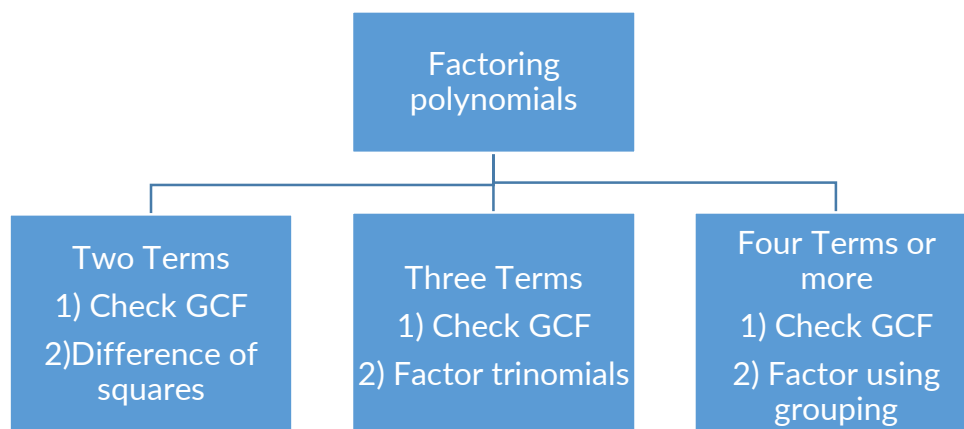 Factoring
polynomials
Two Terms
1) Check GCF
2)Difference of
squares
Three Terms
1) Check GCF
2) Factor trinomials
Four Terms or
more
1) Check GCF
2) Factor using
grouping